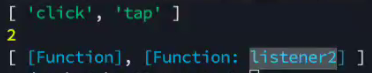 [ 'click', 'tap' ]
2
[ [Function], [Function: listener2] ]